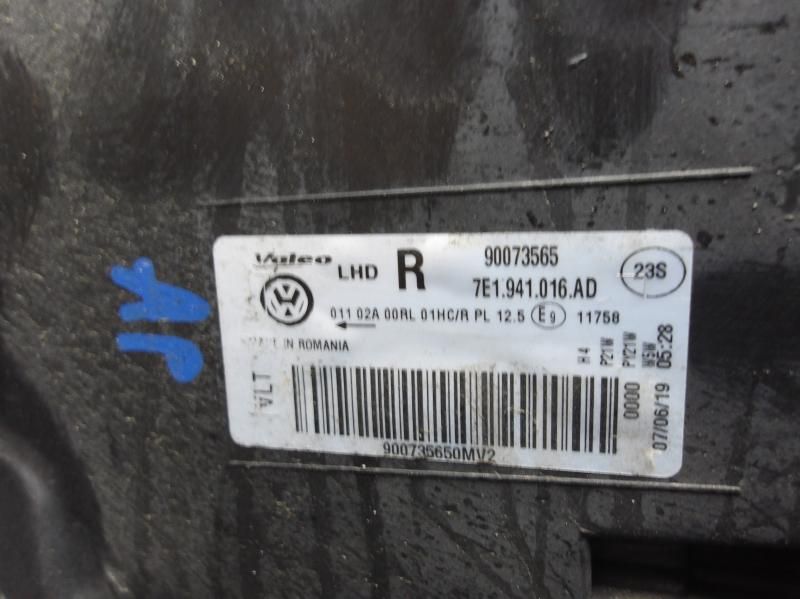 Valeo
LHD R
90073565
7E1.941.016.AD
23S
011 02A 00RL 01HC/R PL 12.5 E9 11758
MADE IN ROMANIA
VLT
H4
P21W
PY21W
W5W
0000
07/06/19 05:28
900735650MV2